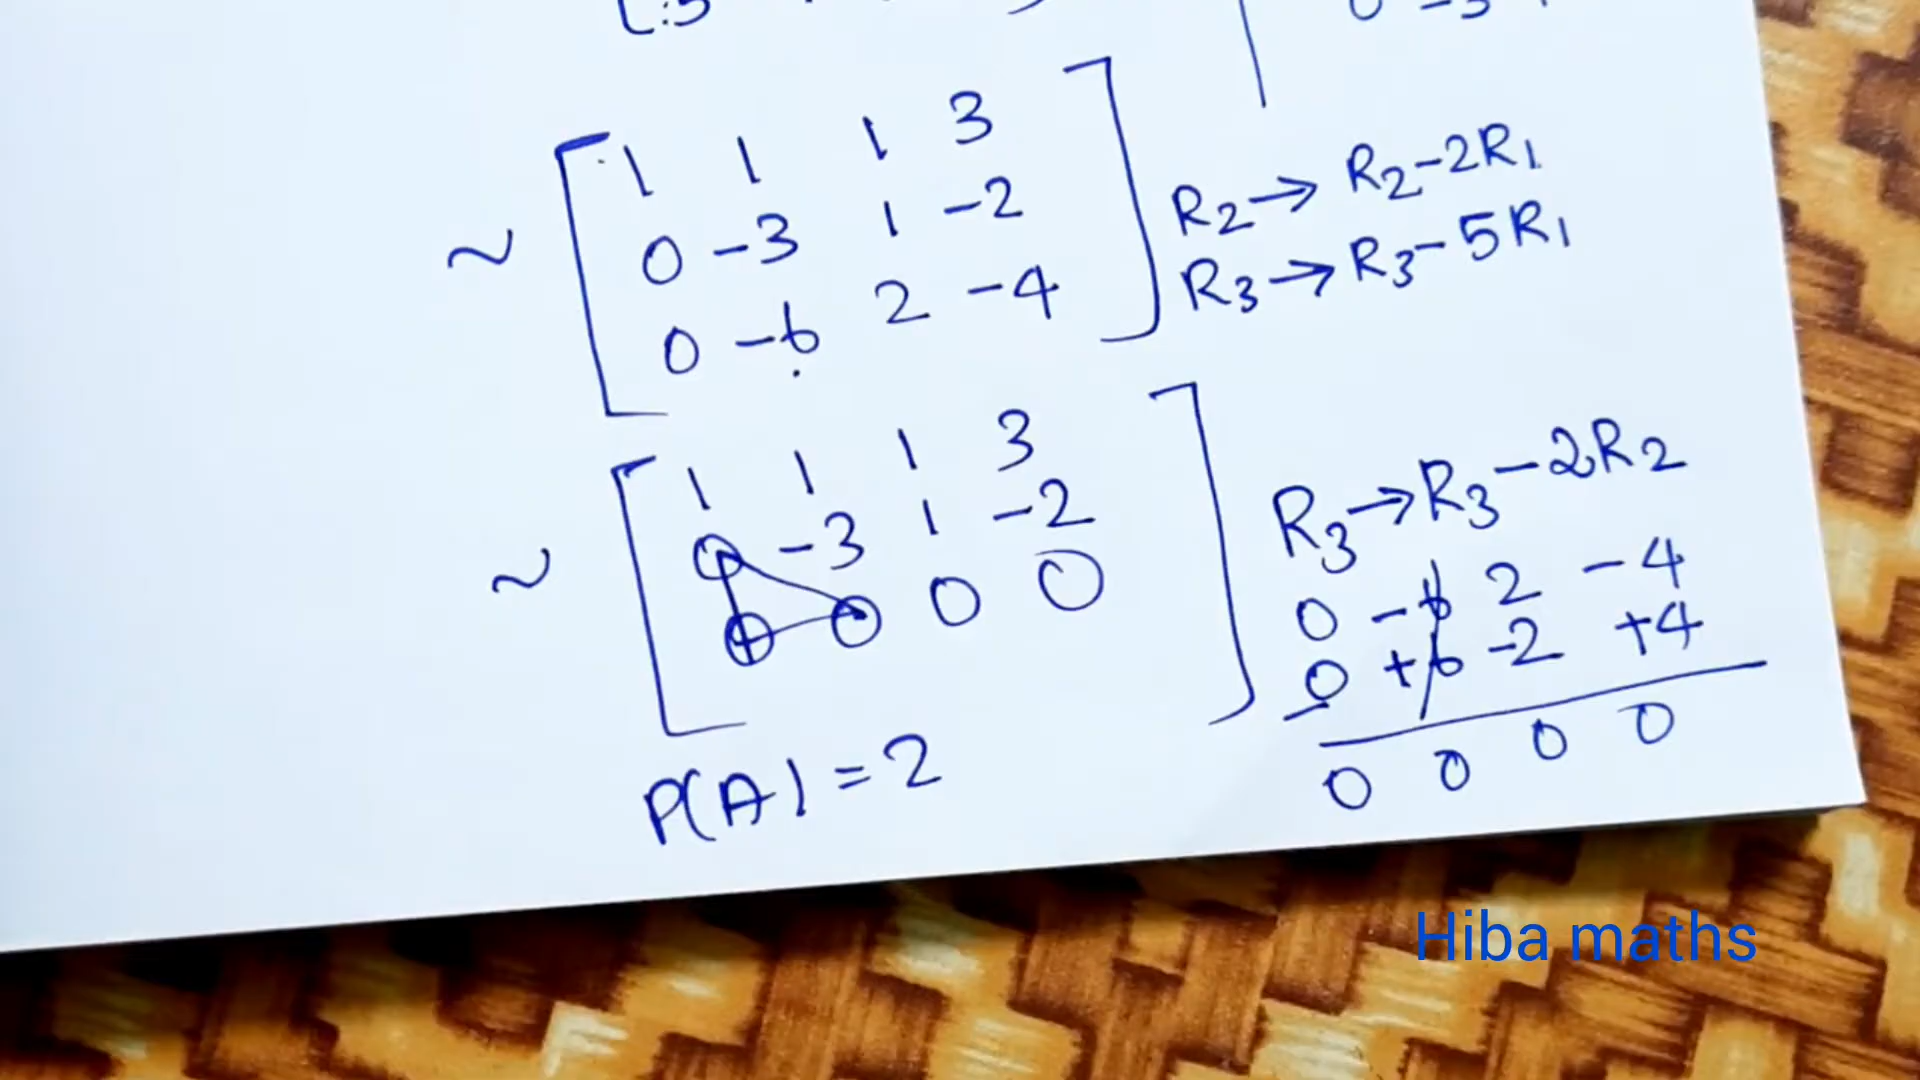 0 -3
1 1 1 3
~ 0 -3 1 -2 R2→ R2-2R1
0 -6 2 -4 R3→R3-5R1
1 1 1 3
~ 0 -3 1 -2 R3→R3-2R2
0 0 0 0
0 -6 2 -4
0 +6 -2 +4
0 0 0 0
P(A) = 2
Hiba maths